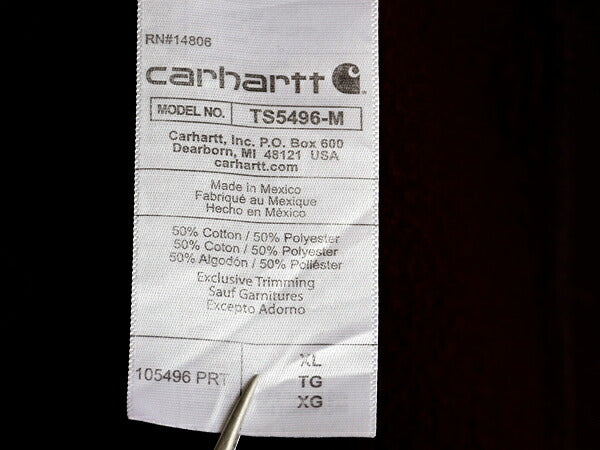 RN#14806
carhartt
MODEL NO. TS5496-M
Carhartt, Inc. P.O. Box 600
Dearborn, MI 48121 USA
carhartt.com
Made in Mexico
Fabriqué au Mexique
Hecho en México
50% Cotton / 50% Polyester
50% Coton / 50% Polyester
50% Algodón / 50% Poliéster
Exclusive Trimming
Sauf Garnitures
Excepto Adorno
105496 PRT
XL
TG
XG